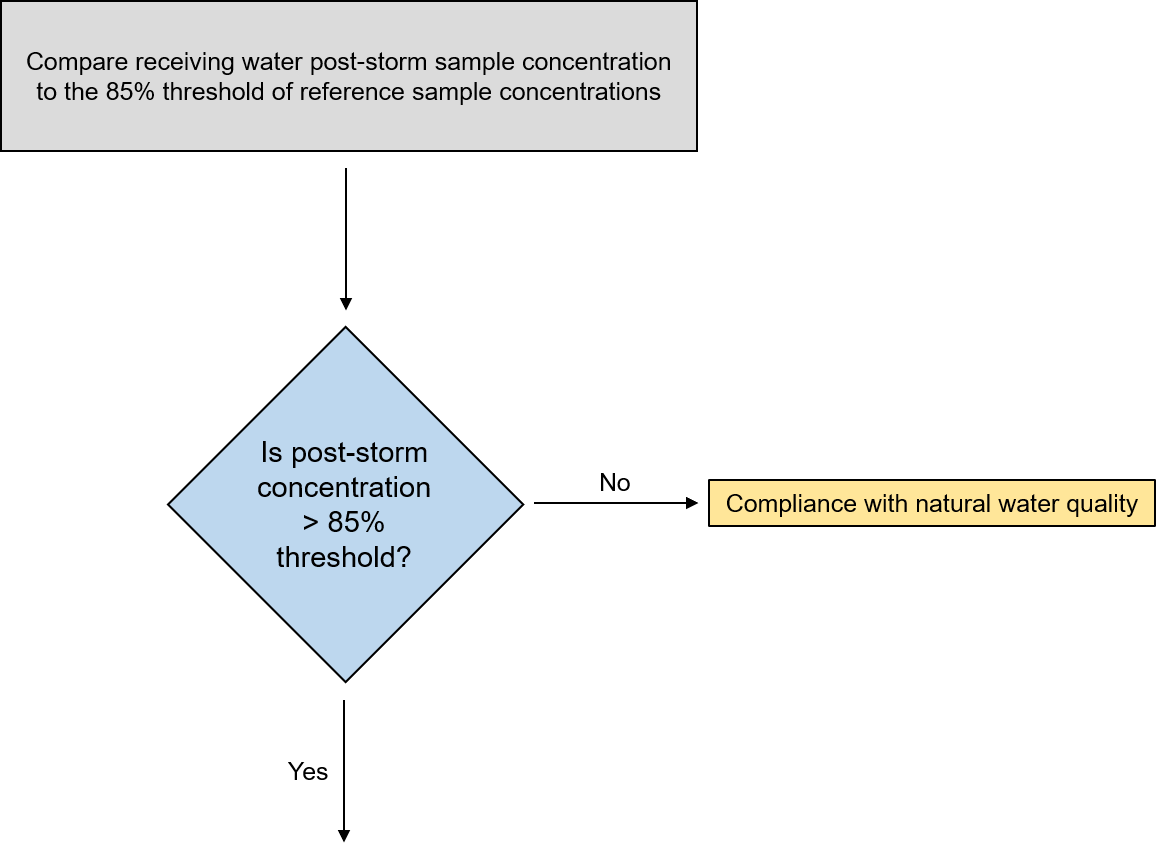 Compare receiving water post-storm sample concentration
to the 85% threshold of reference sample concentrations
Is post-storm
concentration
> 85%
threshold?
No
Compliance with natural water quality
Yes